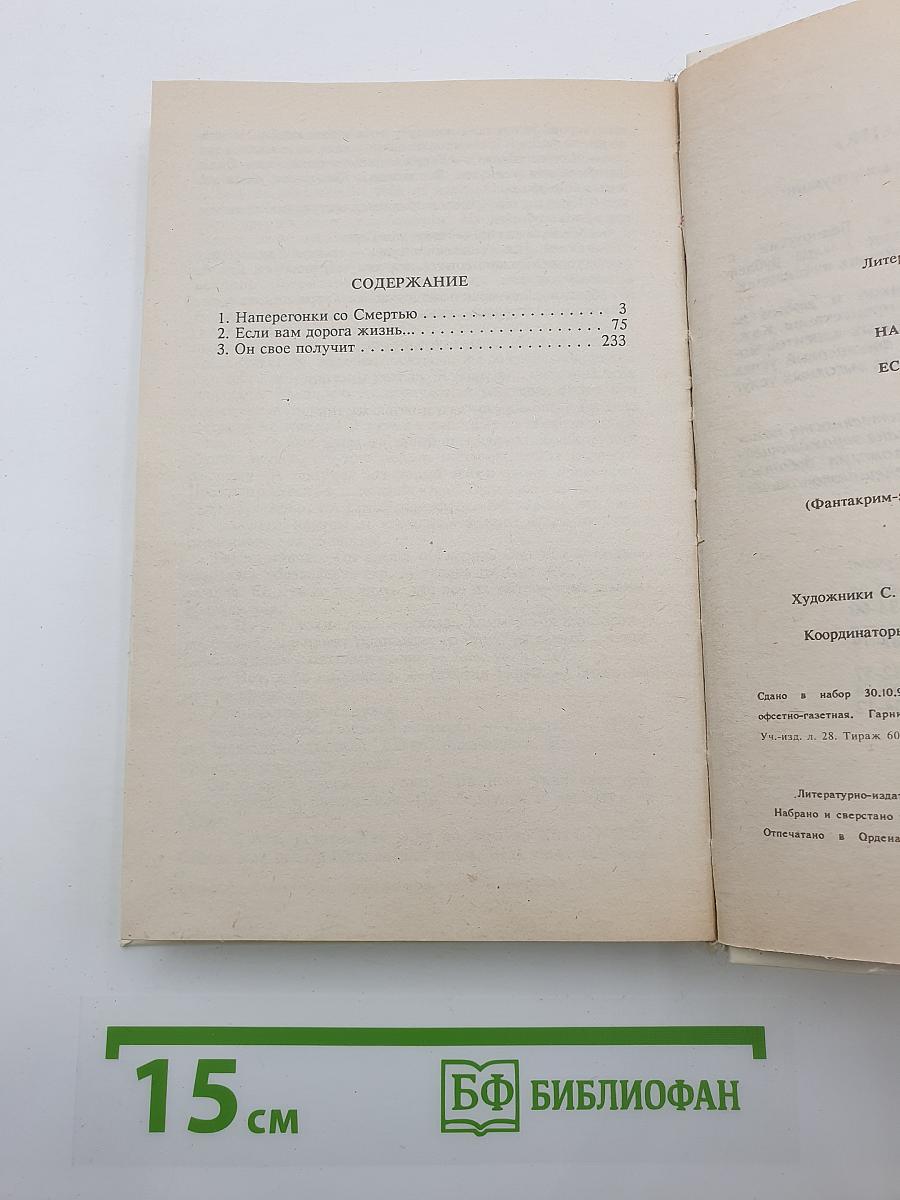 СОДЕРЖАНИЕ
1. Наперегонки со Смертью . . . . . . . . . . . . . . . . . . . 3
2. Если вам дорога жизнь... . . . . . . . . . . . . . . . . . . . 75
3. Он свое получит . . . . . . . . . . . . . . . . . . . . . . . . 233
Литер
НА
ЕС
(Фантакрим-
Художники С.
Координаторы
Сдано в набор 30.10.9
офсетно-газетная. Гарни
Уч.-изд. л. 28. Тираж 60
Литературно-издат
Набрано и сверстано
Отпечатано в Ордена
15 см
БФ БИБЛИОФАН